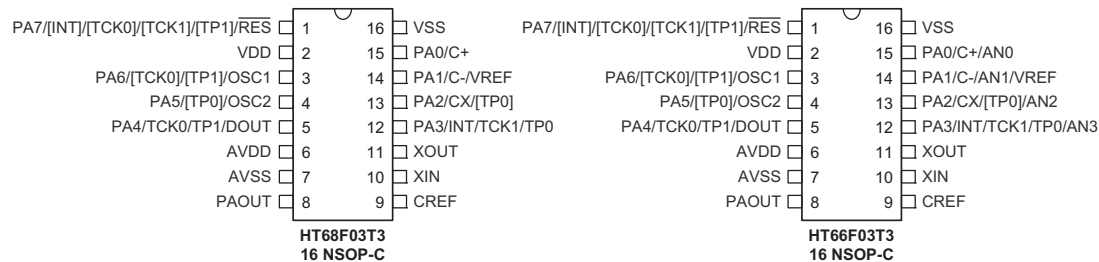 PA7/[INT]/[TCK0]/[TCK1]/[TP1]/RES 1 16 VSS
VDD 2 15 PA0/C+
PA6/[TCK0]/[TP1]/OSC1 3 14 PA1/C-/VREF
PA5/[TP0]/OSC2 4 13 PA2/CX/[TP0]
PA4/TCK0/TP1/DOUT 5 12 PA3/INT/TCK1/TP0
AVDD 6 11 XOUT
AVSS 7 10 XIN
PAOUT 8 9 CREF
HT68F03T3
16 NSOP-C
PA7/[INT]/[TCK0]/[TCK1]/[TP1]/RES 1 16 VSS
VDD 2 15 PA0/C+/AN0
PA6/[TCK0]/[TP1]/OSC1 3 14 PA1/C-/AN1/VREF
PA5/[TP0]/OSC2 4 13 PA2/CX/[TP0]/AN2
PA4/TCK0/TP1/DOUT 5 12 PA3/INT/TCK1/TP0/AN3
AVDD 6 11 XOUT
AVSS 7 10 XIN
PAOUT 8 9 CREF
HT66F03T3
16 NSOP-C